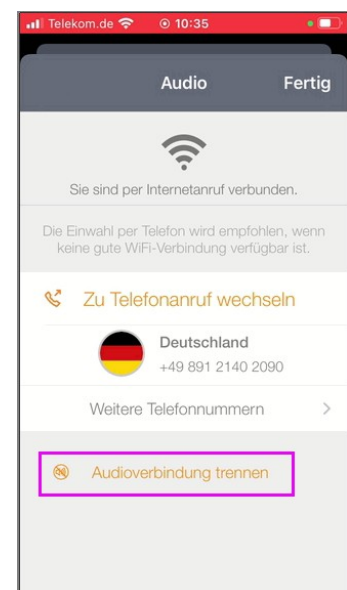 Telekom.de 10:35
Audio Fertig
Sie sind per Internetanruf verbunden.
Die Einwahl per Telefon wird empfohlen, wenn
keine gute WiFi-Verbindung verfügbar ist.
Zu Telefonanruf wechseln
Deutschland
+49 891 2140 2090
Weitere Telefonnummern
Audioverbindung trennen